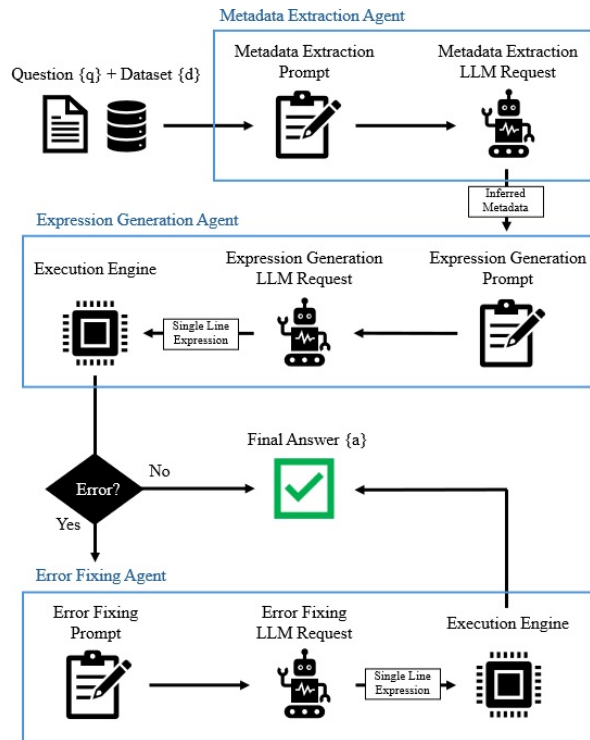 Metadata Extraction Agent
Question {q} + Dataset {d}
Metadata Extraction
Prompt
Metadata Extraction
LLM Request
Inferred
Metadata
Expression Generation Agent
Execution Engine
Expression Generation
LLM Request
Expression Generation
Prompt
Single Line
Expression
Final Answer {a}
Error?
No
Yes
Error Fixing Agent
Error Fixing
Prompt
Error Fixing
LLM Request
Execution Engine
Single Line
Expression